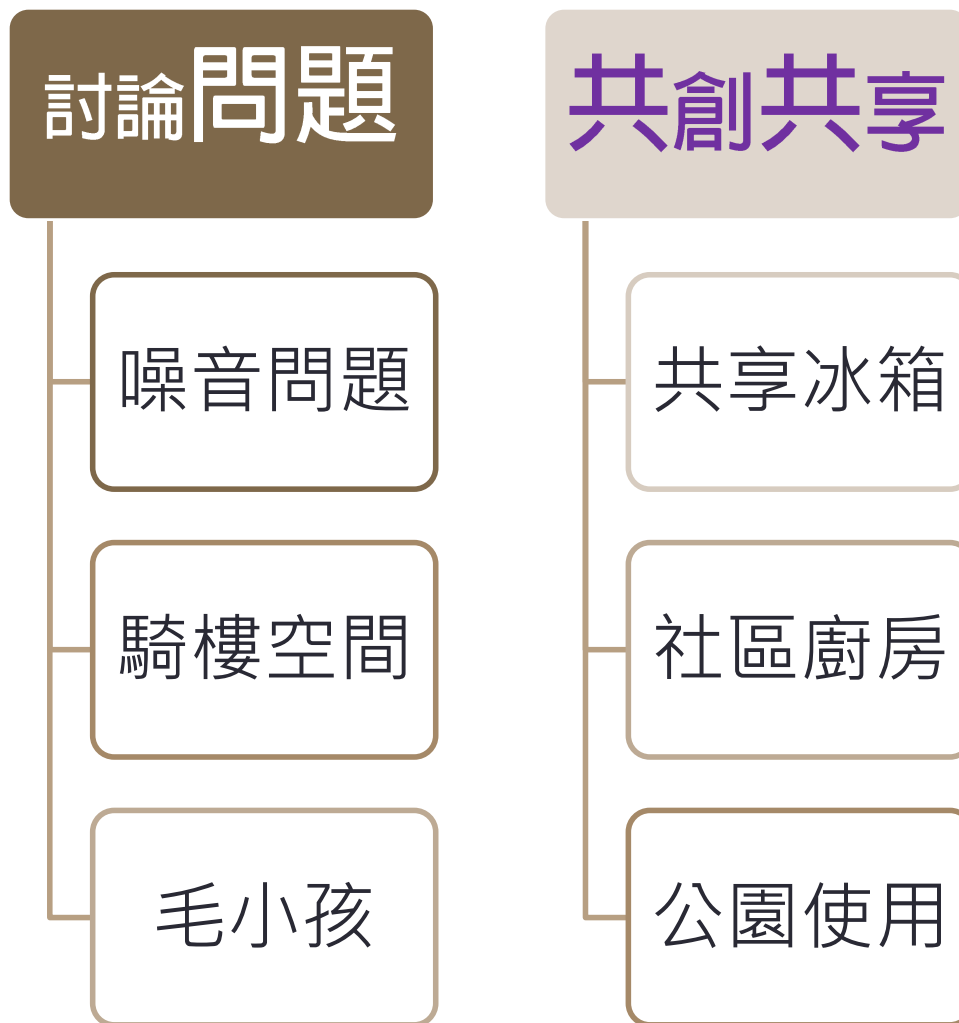 討論問題
噪音問題
騎樓空間
毛小孩
共創共享
共享冰箱
社區廚房
公園使用